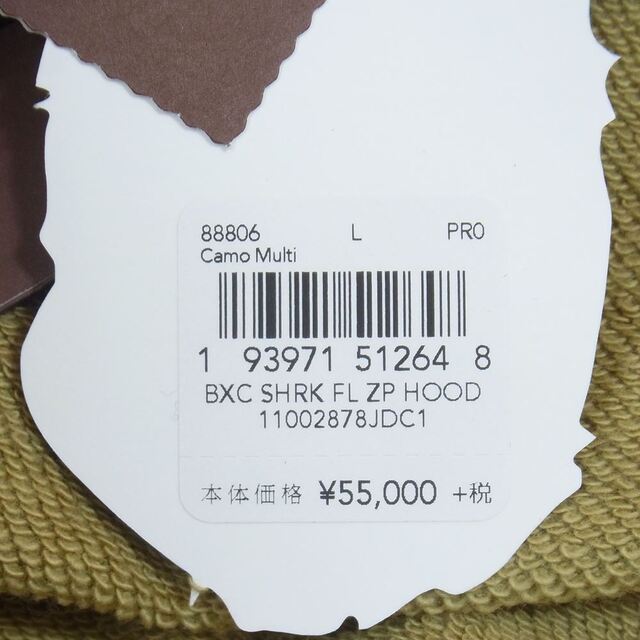 88806 L PR0
Camo Multi
1 93971 51264 8
BXC SHRK FL ZP HOOD
11002878JDC1
本体価格 ¥55,000 +税